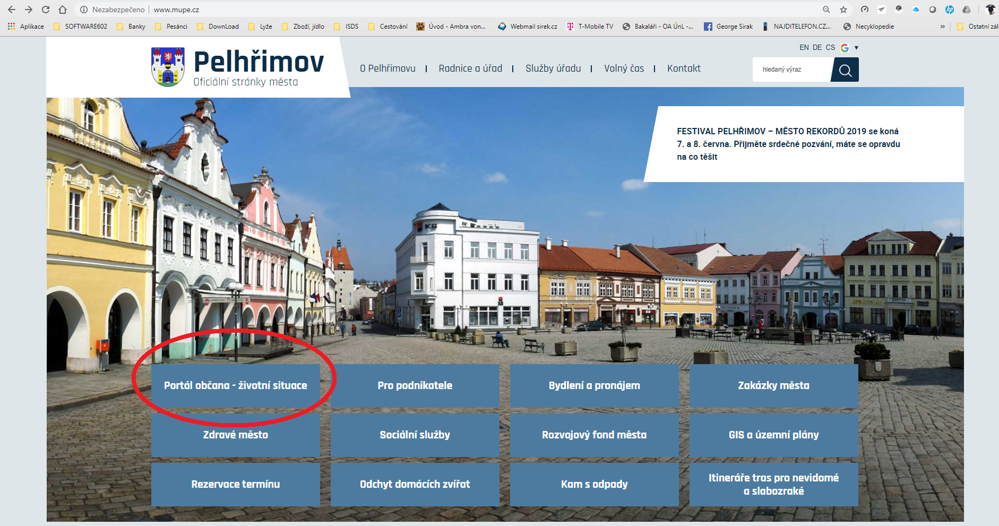 Nezabezpečeno | www.mupe.cz
Aplikace SOFTWARE602 Banky Pesánci DownLoad Lyže Zboží, jídlo ISDS Cestování Úvod - Ambra von... Webmail sirek.cz T-Mobile TV Bakaláři - OA ÚnL -... George Sirak NAJDITELEFON.CZ... Necyklopedie » Ostatní zál
EN DE CS ▼
Pelhřimov
Oficiální stránky města
O Pelhřimovu | Radnice a úřad | Služby úřadu | Volný čas | Kontakt
hledaný výraz
FESTIVAL PELHŘIMOV – MĚSTO REKORDŮ 2019 se koná
7. a 8. června. Přijměte srdečné pozvání, máte se opravdu
na co těšit
KB
Portál občana - životní situace
Pro podnikatele
Bydlení a pronájem
Zakázky města
Zdravé město
Sociální služby
Rozvojový fond města
GIS a územní plány
Rezervace termínu
Odchyt domácích zvířat
Kam s odpady
Itineráře tras pro nevidomé
a slabozraké